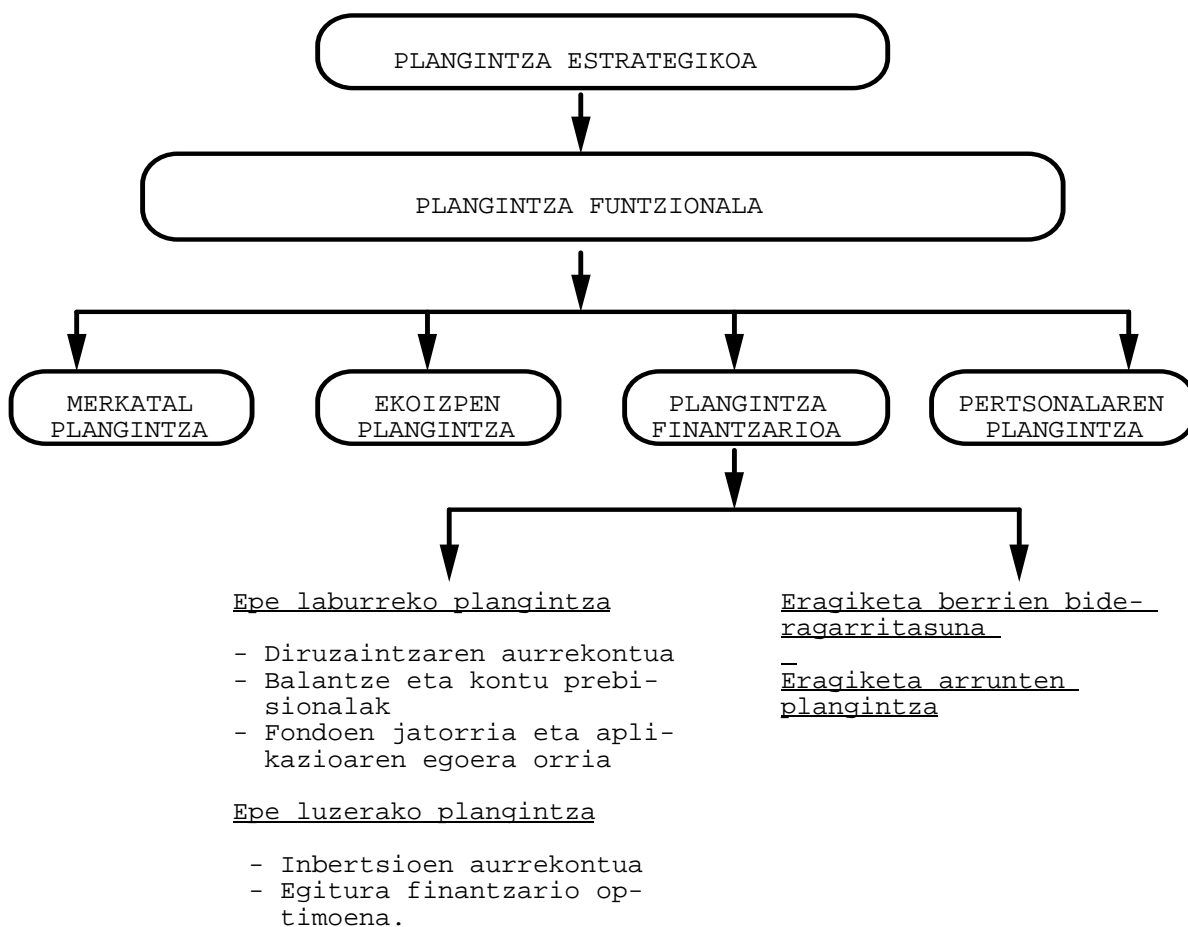 PLANGINTZA ESTRATEGIKOA
PLANGINTZA FUNTZIONALA
MERKATAL
PLANGINTZA
EKOIZPEN
PLANGINTZA
PLANGINTZA
FINANTZARIOA
PERTSONALAREN
PLANGINTZA
Epe laburreko plangintza
- Diruzaintzaren aurrekontua
- Balantze eta kontu prebi-
sionalak
- Fondoen jatorria eta apli-
kazioaren egoera orria
Epe luzerako plangintza
- Inbertsioen aurrekontua
- Egitura finantzario op-
timoena.
Eragiketa berrien bide-
ragarritasuna
Eragiketa arrunten
plangintza